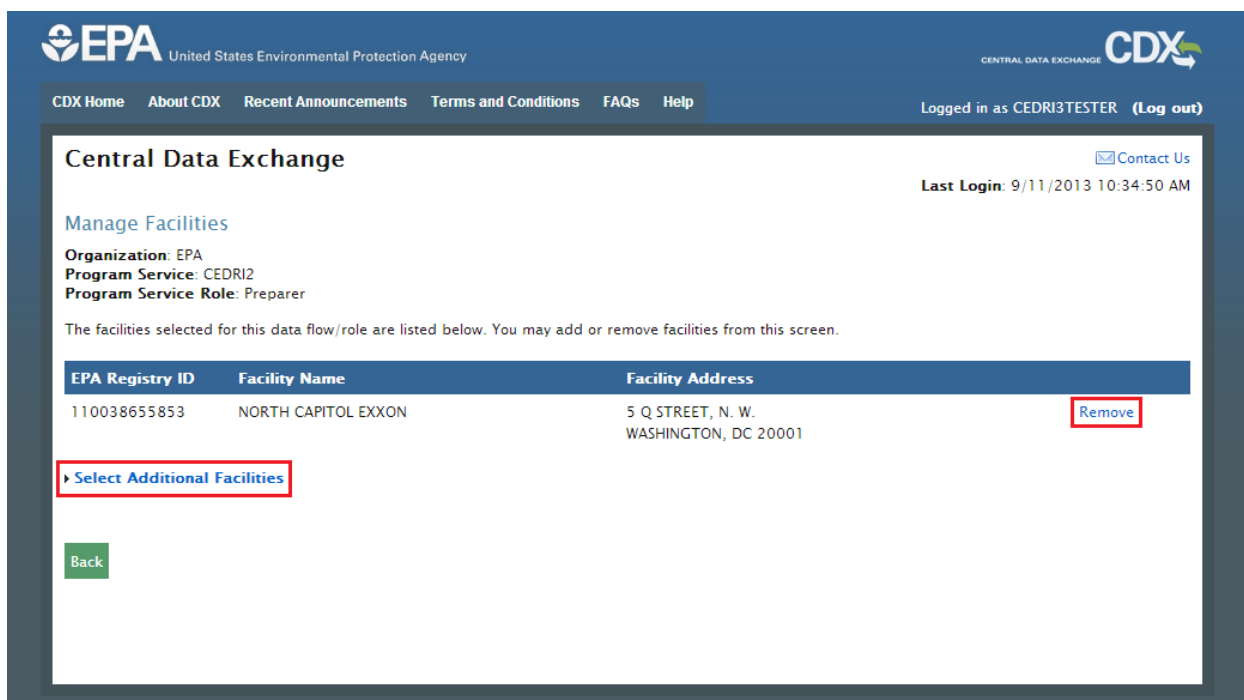 EPA United States Environmental Protection Agency
CENTRAL DATA EXCHANGE CDX
CDX Home About CDX Recent Announcements Terms and Conditions FAQs Help
Logged in as CEDRI3TESTER (Log out)
Central Data Exchange
Contact Us
Last Login: 9/11/2013 10:34:50 AM
Manage Facilities
Organization: EPA
Program Service: CEDRI2
Program Service Role: Preparer
The facilities selected for this data flow/role are listed below. You may add or remove facilities from this screen.
EPA Registry ID Facility Name Facility Address
110038655853 NORTH CAPITOL EXXON 5 Q STREET, N. W. Remove
WASHINGTON, DC 20001
Select Additional Facilities
Back